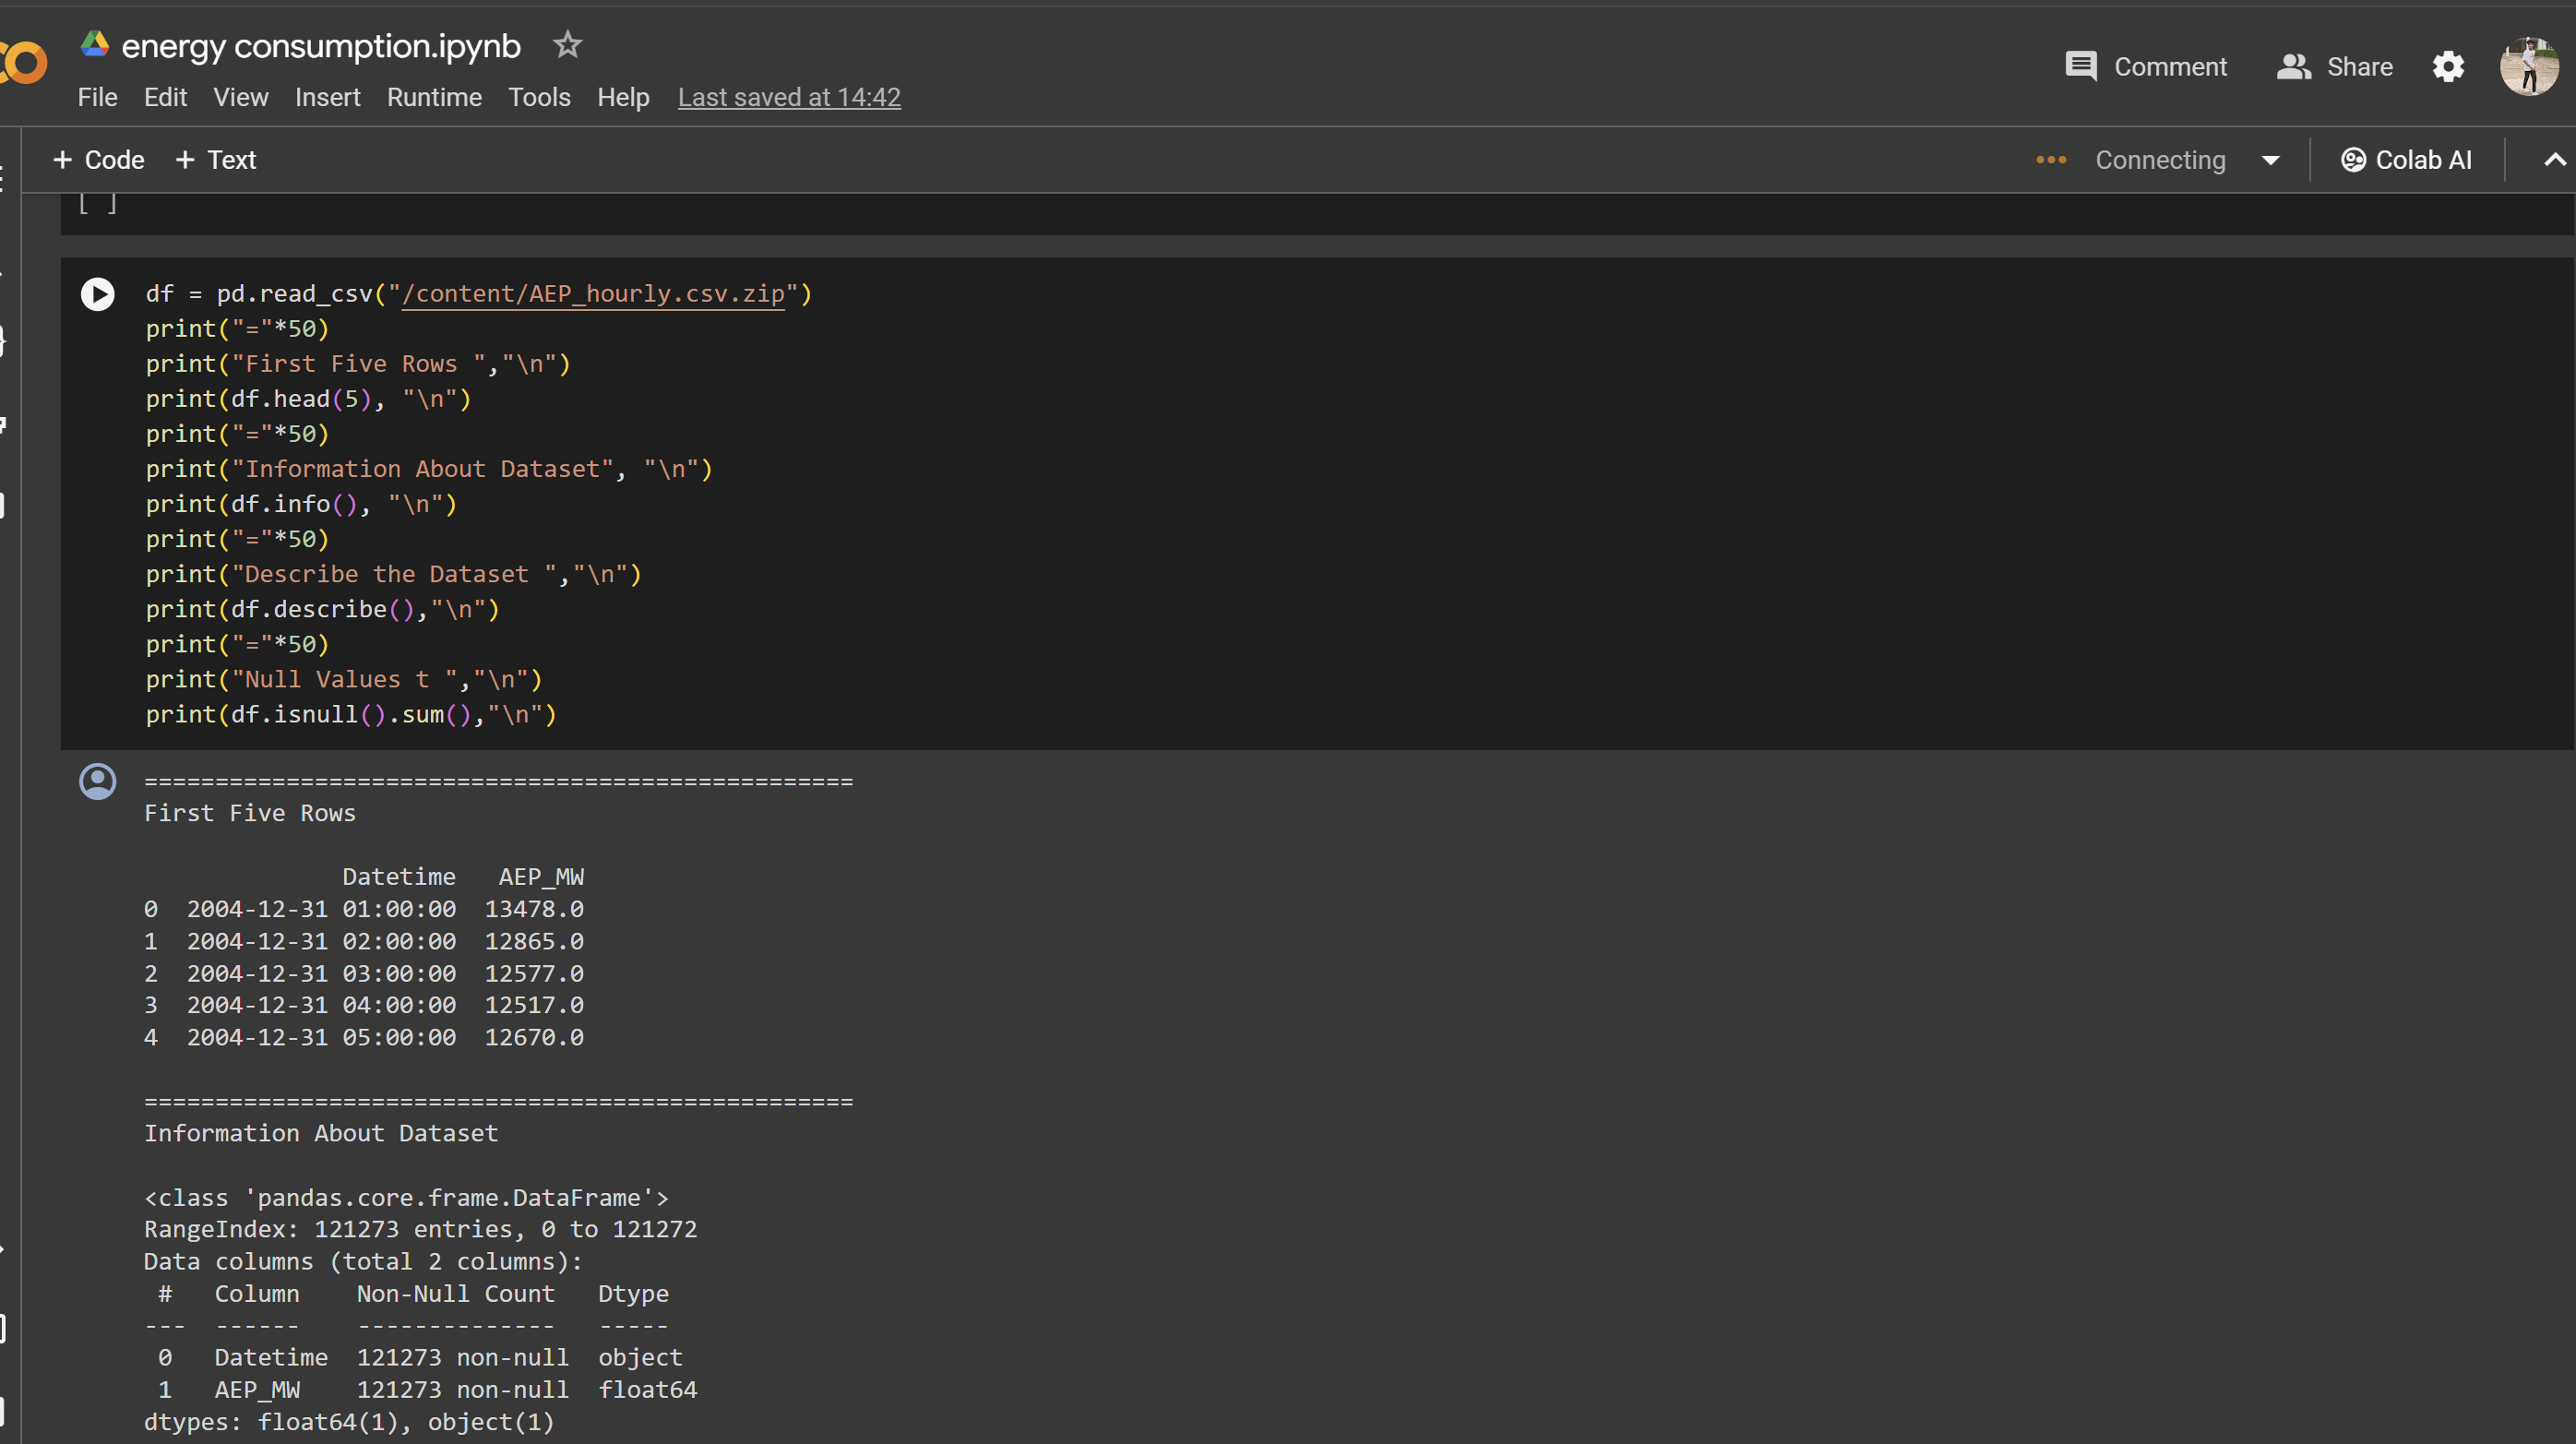 energy consumption.ipynb
File Edit View Insert Runtime Tools Help Last saved at 14:42
Comment Share
+ Code + Text
Connecting
Colab AI
[ ]
df = pd.read_csv("/content/AEP_hourly.csv.zip")
print("="*50)
print("First Five Rows ","\n")
print(df.head(5), "\n")
print("="*50)
print("Information About Dataset", "\n")
print(df.info(), "\n")
print("="*50)
print("Describe the Dataset ","\n")
print(df.describe(),"\n")
print("="*50)
print("Null Values t ","\n")
print(df.isnull().sum(),"\n")
==================================================
First Five Rows
Datetime AEP_MW
0 2004-12-31 01:00:00 13478.0
1 2004-12-31 02:00:00 12865.0
2 2004-12-31 03:00:00 12577.0
3 2004-12-31 04:00:00 12517.0
4 2004-12-31 05:00:00 12670.0
==================================================
Information About Dataset
<class 'pandas.core.frame.DataFrame'>
RangeIndex: 121273 entries, 0 to 121272
Data columns (total 2 columns):
# Column Non-Null Count Dtype
--- ------ -------------- -----
0 Datetime 121273 non-null object
1 AEP_MW 121273 non-null float64
dtypes: float64(1), object(1)